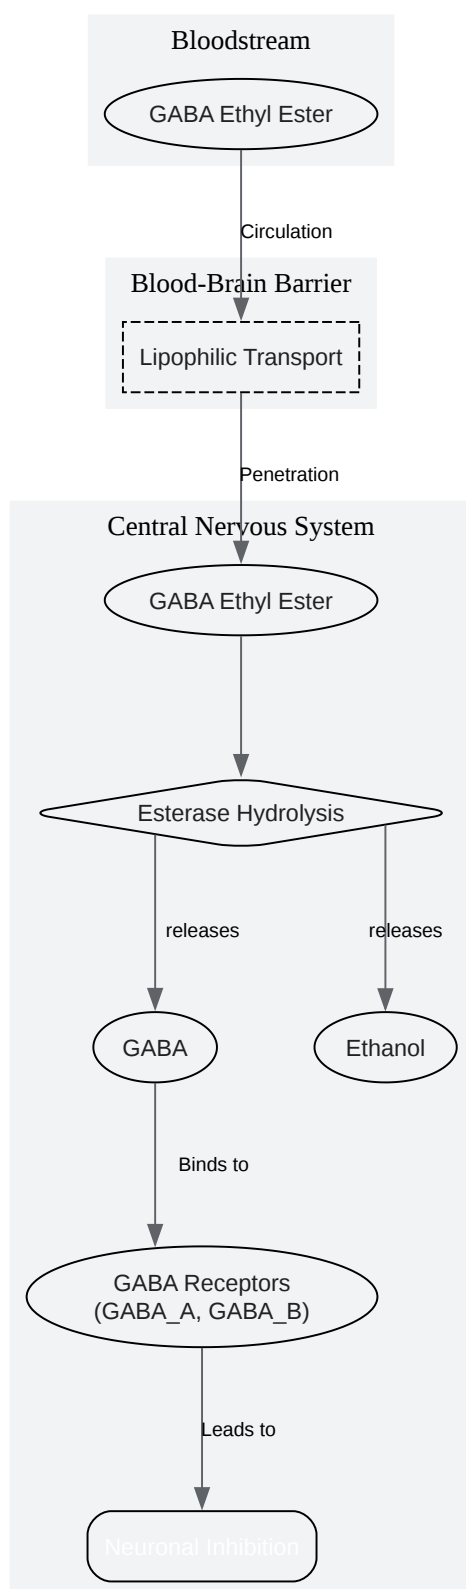 Bloodstream
GABA Ethyl Ester
Circulation
Blood-Brain Barrier
Lipophilic Transport
Penetration
Central Nervous System
GABA Ethyl Ester
Esterase Hydrolysis
releases
releases
GABA
Ethanol
Binds to
GABA Receptors
(GABA_A, GABA_B)
Leads to
Neuronal Inhibition